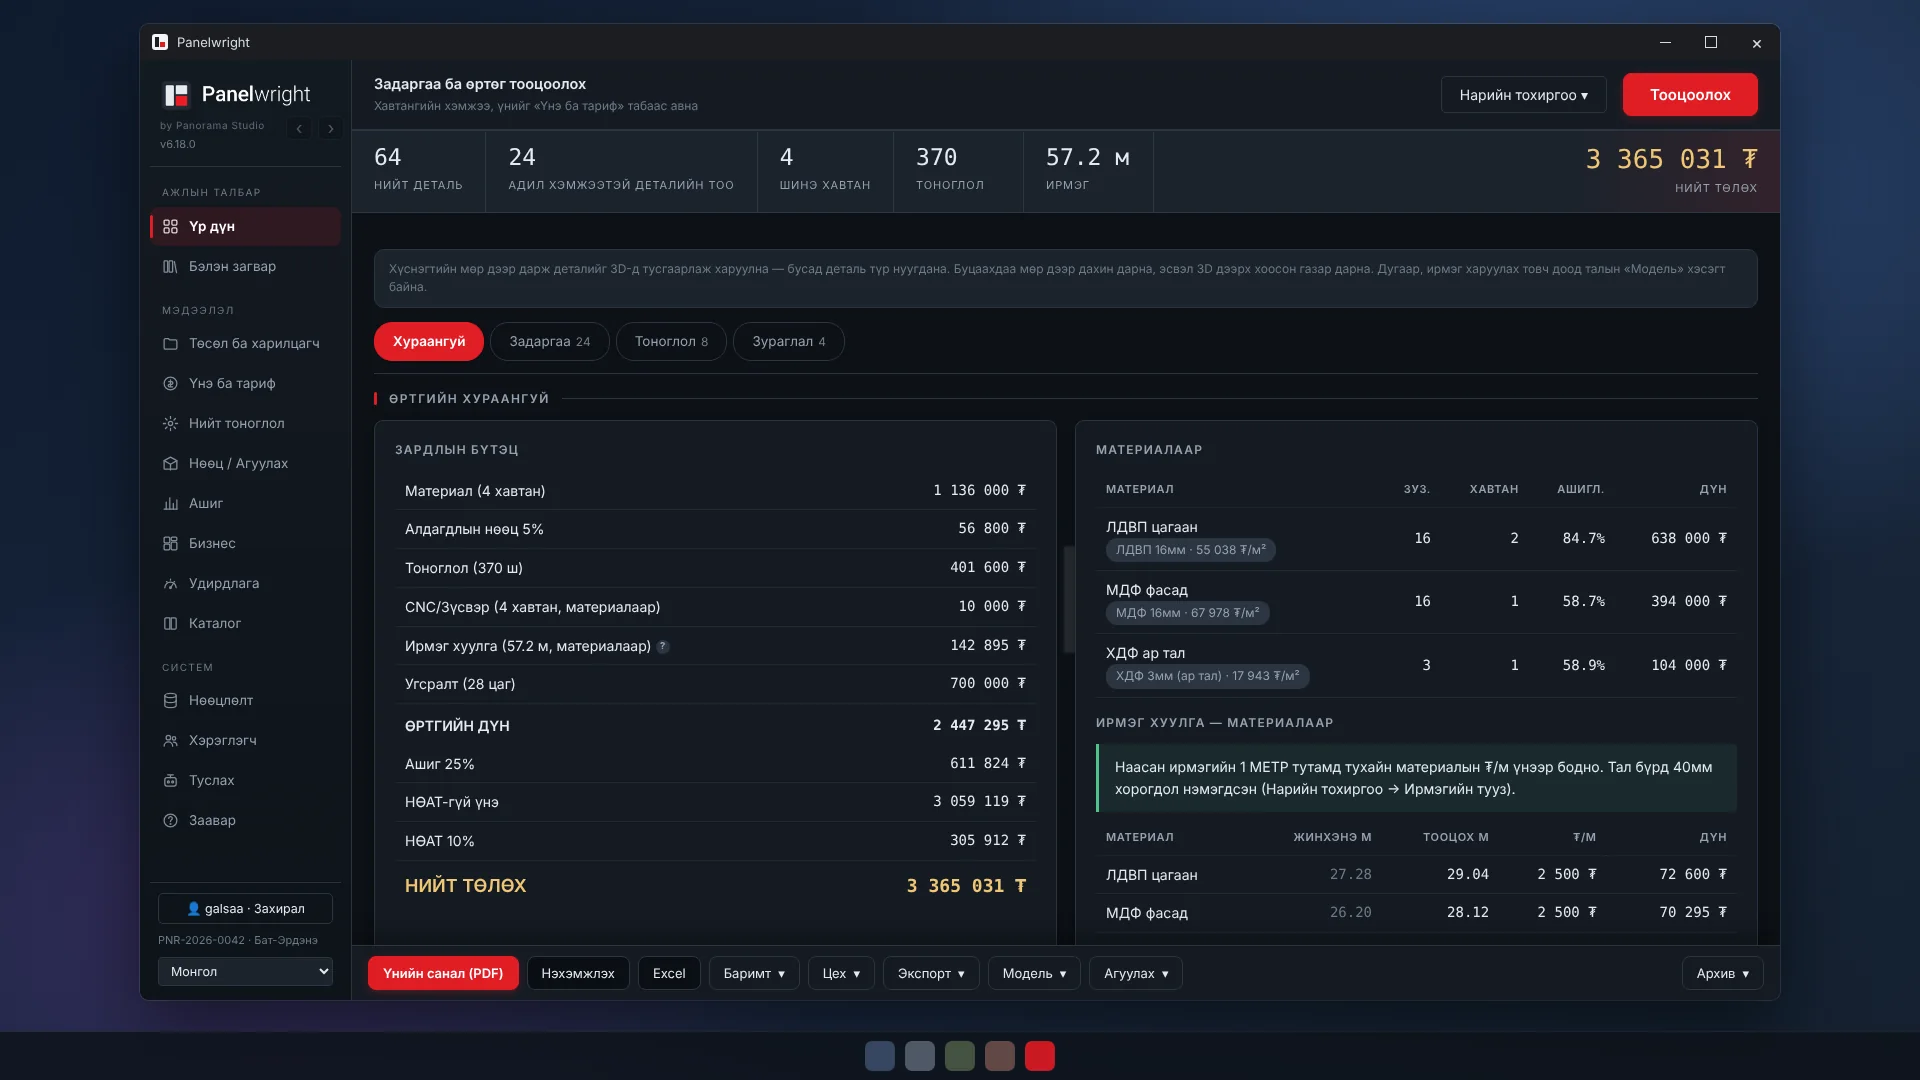 Panelwright
Panelwright
by Panorama Studio
v6.18.0
АЖЛЫН ТАЛБАР
Үр дүн
Бэлэн загвар
МЭДЭЭЛЭЛ
Төсөл ба харилцагч
Үнэ ба тариф
Нийт тоноглол
Нөөц / Агуулах
Ашиг
Бизнес
Удирдлага
Каталог
СИСТЕМ
Нөөцлөлт
Хэрэглэгч
Туслах
Заавар
galsaa · Захирал
PNR-2026-0042 · Бат-Эрдэнэ
Монгол
Задаргаа ба өртөг тооцоолох
Хавтангийн хэмжээ, үнийг «Үнэ ба тариф» табаас авна
Нарийн тохиргоо ▾
Тооцоолох
64
НИЙТ ДЕТАЛЬ
24
АДИЛ ХЭМЖЭЭТЭЙ ДЕТАЛИЙН ТОО
4
ШИНЭ ХАВТАН
370
ТОНОГЛОЛ
57.2 м
ИРМЭГ
3 365 031 ₮
НИЙТ ТӨЛӨХ
Хүснэгтийн мөр дээр дарж деталийг 3D-д тусгаарлаж харуулна — бусад деталь түр нуугдана. Буцаахдаа мөр дээр дахин дарна, эсвэл 3D дээрх хоосон газар дарна. Дугаар, ирмэг харуулах товч доод талын «Модель» хэсэгт
байна.
Хураангуй
Задаргаа 24
Тоноглол 8
Зураглал 4
ӨРТГИЙН ХУРААНГУЙ
ЗАРДЛЫН БҮТЭЦ
Материал (4 хавтан) 1 136 000 ₮
Алдагдлын нөөц 5% 56 800 ₮
Тоноглол (370 ш) 401 600 ₮
CNC/Зүсвэр (4 хавтан, материалаар) 10 000 ₮
Ирмэг хуулга (57.2 м, материалаар) ? 142 895 ₮
Угсралт (28 цаг) 700 000 ₮
ӨРТГИЙН ДҮН 2 447 295 ₮
Ашиг 25% 611 824 ₮
НӨАТ-гүй үнэ 3 059 119 ₮
НӨАТ 10% 305 912 ₮
НИЙТ ТӨЛӨХ 3 365 031 ₮
МАТЕРИАЛААР
МАТЕРИАЛ ЗУЗ. ХАВТАН АШИГЛ. ДҮН
ЛДВП цагаан 16 2 84.7% 638 000 ₮
ЛДВП 16мм · 55 038 ₮/м²
МДФ фасад 16 1 58.7% 394 000 ₮
МДФ 16мм · 67 978 ₮/м²
ХДФ ар тал 3 1 58.9% 104 000 ₮
ХДФ 3мм (ар тал) · 17 943 ₮/м²
ИРМЭГ ХУУЛГА — МАТЕРИАЛААР
Наасан ирмэгийн 1 МЕТР тутамд тухайн материалын ₮/м үнээр бодно. Тал бүрд 40мм
хорогдол нэмэгдсэн (Нарийн тохиргоо → Ирмэгийн тууз).
МАТЕРИАЛ ЖИНХЭНЭ М ТООЦОХ М ₮/М ДҮН
ЛДВП цагаан 27.28 29.04 2 500 ₮ 72 600 ₮
МДФ фасад 26.20 28.12 2 500 ₮ 70 295 ₮
Үнийн санал (PDF)
Нэхэмжлэх
Excel
Баримт ▾
Цех ▾
Экспорт ▾
Модель ▾
Агуулах ▾
Архив ▾